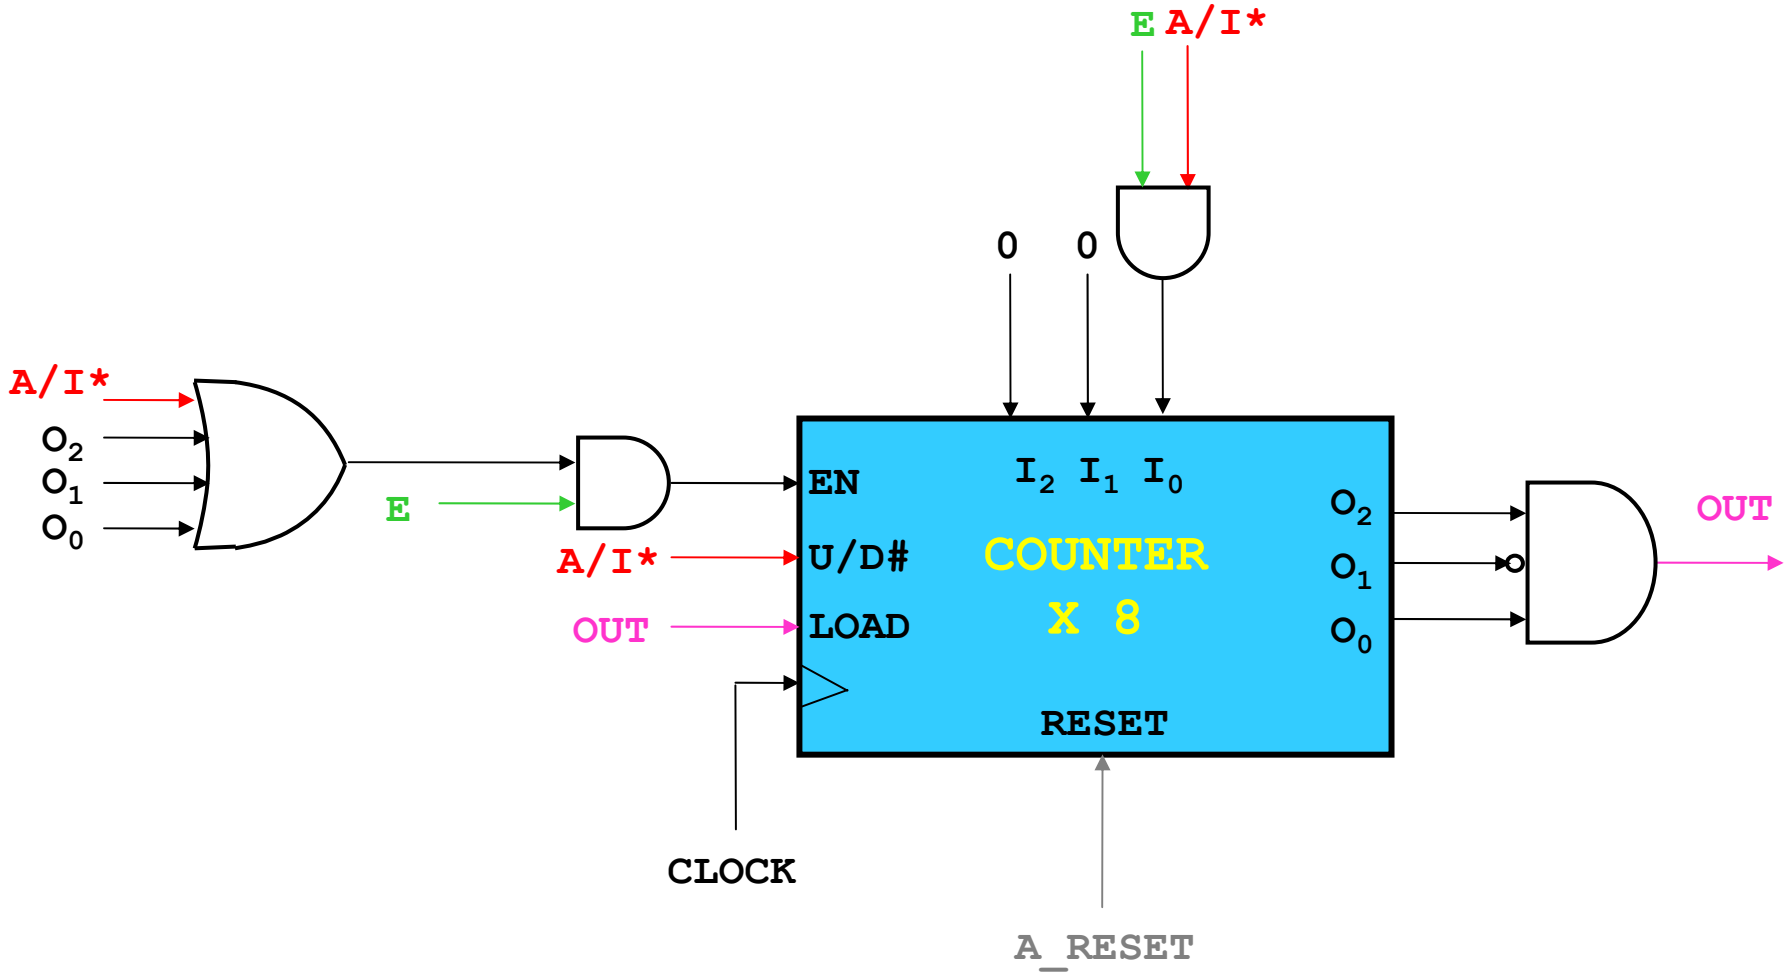 E A/I*
0 0
A/I*
O2
O1
O0
E
A/I*
OUT
EN
U/D#
LOAD
I2 I1 I0
COUNTER
X 8
RESET
O2
O1
O0
OUT
CLOCK
A_RESET